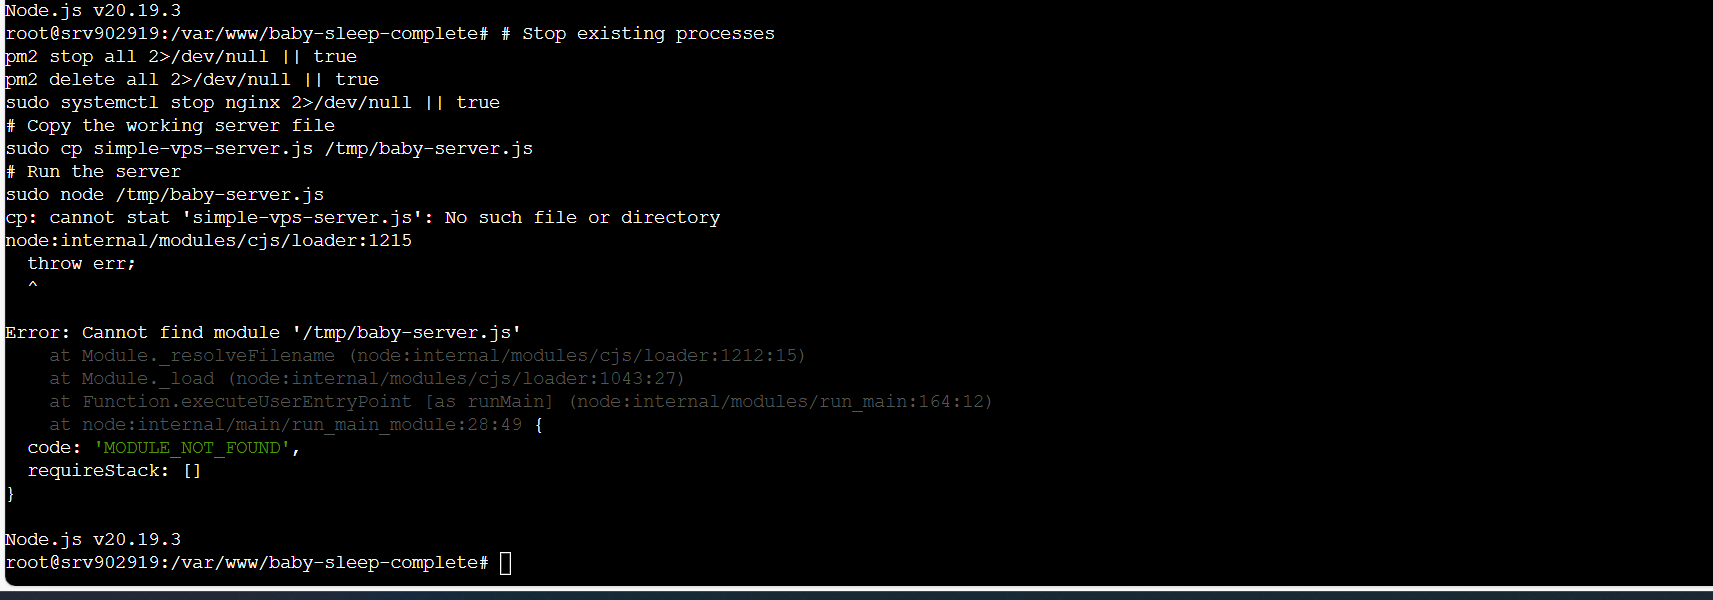 Node.js v20.19.3
root@srv902919:/var/www/baby-sleep-complete# # Stop existing processes
pm2 stop all 2>/dev/null || true
pm2 delete all 2>/dev/null || true
sudo systemctl stop nginx 2>/dev/null || true
# Copy the working server file
sudo cp simple-vps-server.js /tmp/baby-server.js
# Run the server
sudo node /tmp/baby-server.js
cp: cannot stat 'simple-vps-server.js': No such file or directory
node:internal/modules/cjs/loader:1215
  throw err;
  ^

Error: Cannot find module '/tmp/baby-server.js'
    at Module._resolveFilename (node:internal/modules/cjs/loader:1212:15)
    at Module._load (node:internal/modules/cjs/loader:1043:27)
    at Function.executeUserEntryPoint [as runMain] (node:internal/modules/run_main:164:12)
    at node:internal/main/run_main_module:28:49 {
  code: 'MODULE_NOT_FOUND',
  requireStack: []
}

Node.js v20.19.3
root@srv902919:/var/www/baby-sleep-complete#